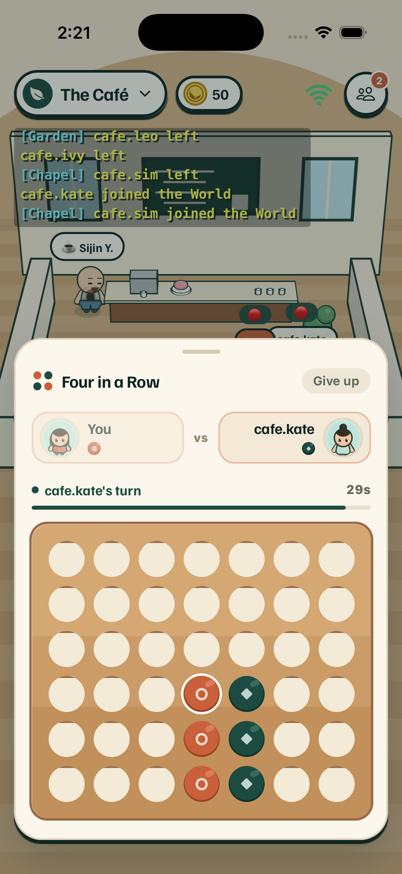 2:21
The Café
50
2
[Garden] cafe.leo left
cafe.ivy left
[Chapel] cafe.sim left
cafe.kate joined the World
[Chapel] cafe.sim joined the World
Sijin Y.
cafe.kate
Four in a Row
Give up
You
vs
cafe.kate
cafe.kate's turn
29s